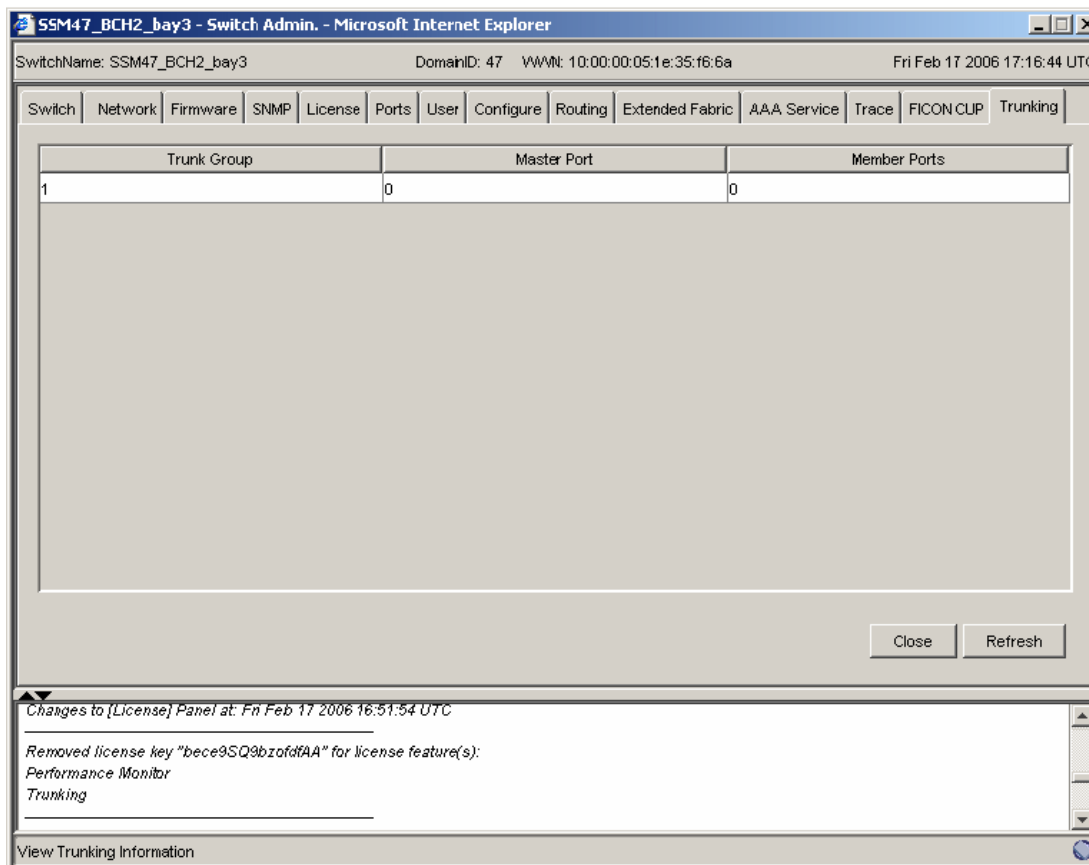 SSM47_BCH2_bay3 - Switch Admin. - Microsoft Internet Explorer
SwitchName: SSM47_BCH2_bay3 DomainID: 47 WWN: 10:00:00:05:1e:35:f6:6a Fri Feb 17 2006 17:16:44 UTC
Switch Network Firmware SNMP License Ports User Configure Routing Extended Fabric AAA Service Trace FICON CUP Trunking
Trunk Group Master Port Member Ports
1 0 0
Close Refresh
Changes to [License] Panel at: Fri Feb 17 2006 16:51:54 UTC
Removed license key "bece9SQ9bzofdfAA" for license feature(s):
Performance Monitor
Trunking
View Trunking Information